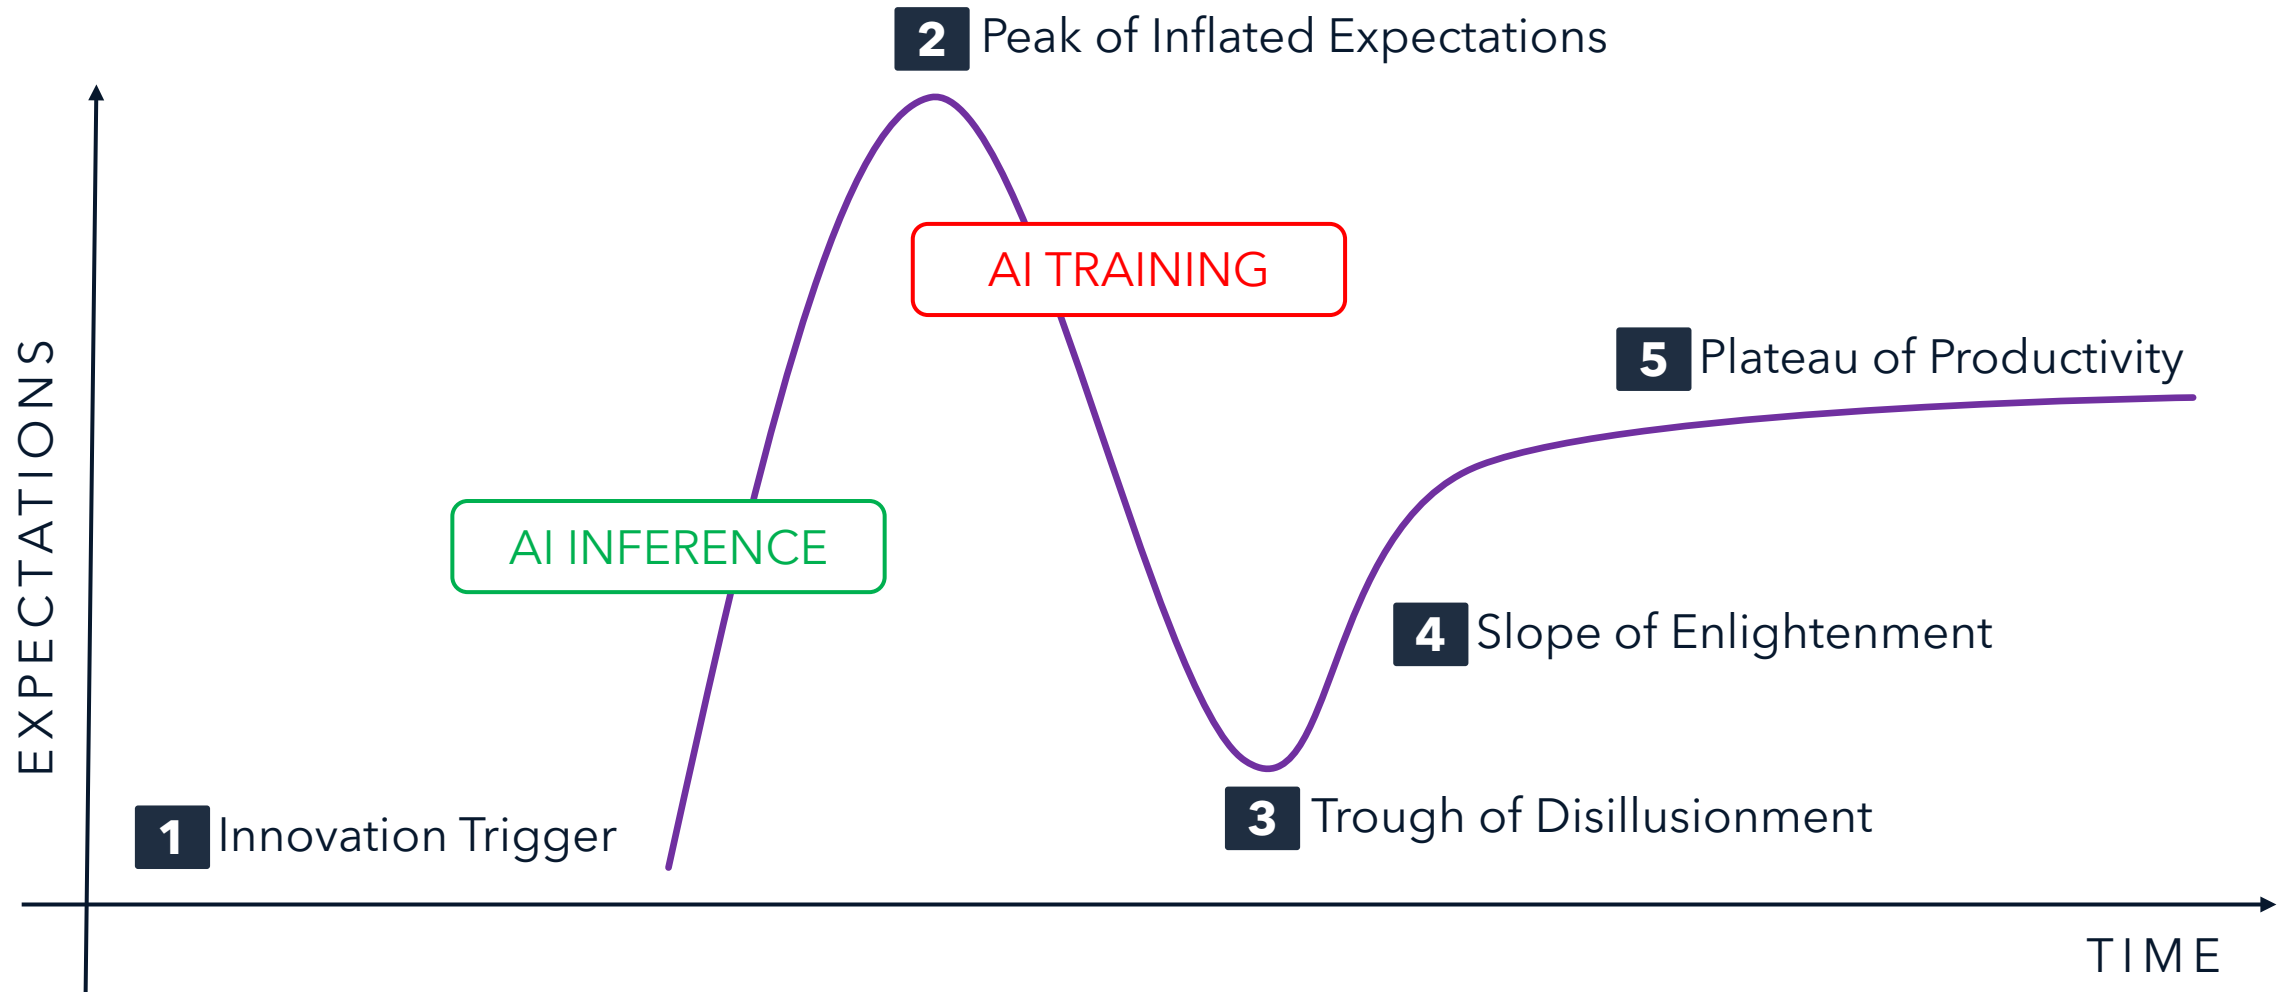 2 Peak of Inflated Expectations
AI TRAINING
5 Plateau of Productivity
EXPECTATIONS
AI INFERENCE
4 Slope of Enlightenment
3 Trough of Disillusionment
1 Innovation Trigger
TIME